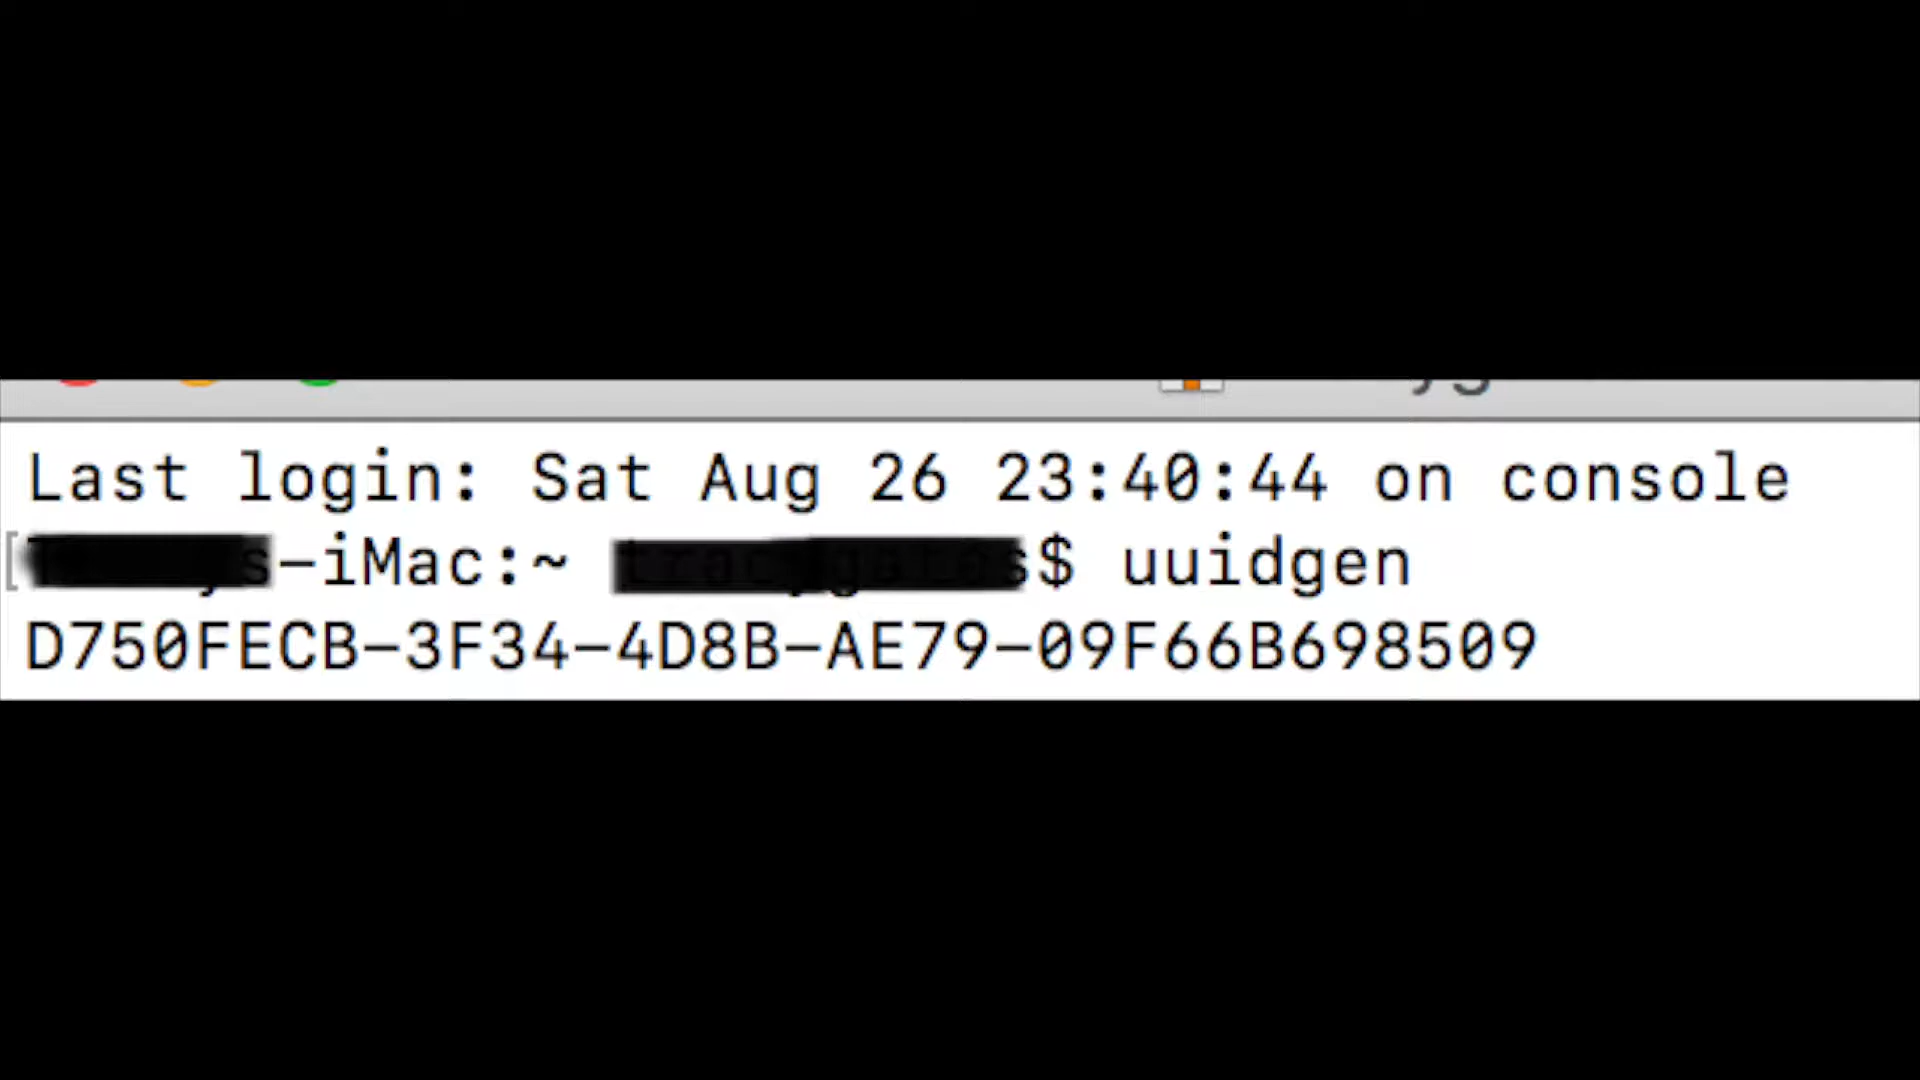 Last login: Sat Aug 26 23:40:44 on console
-iMac:~ $ uuidgen
D750FECB-3F34-4D8B-AE79-09F66B698509